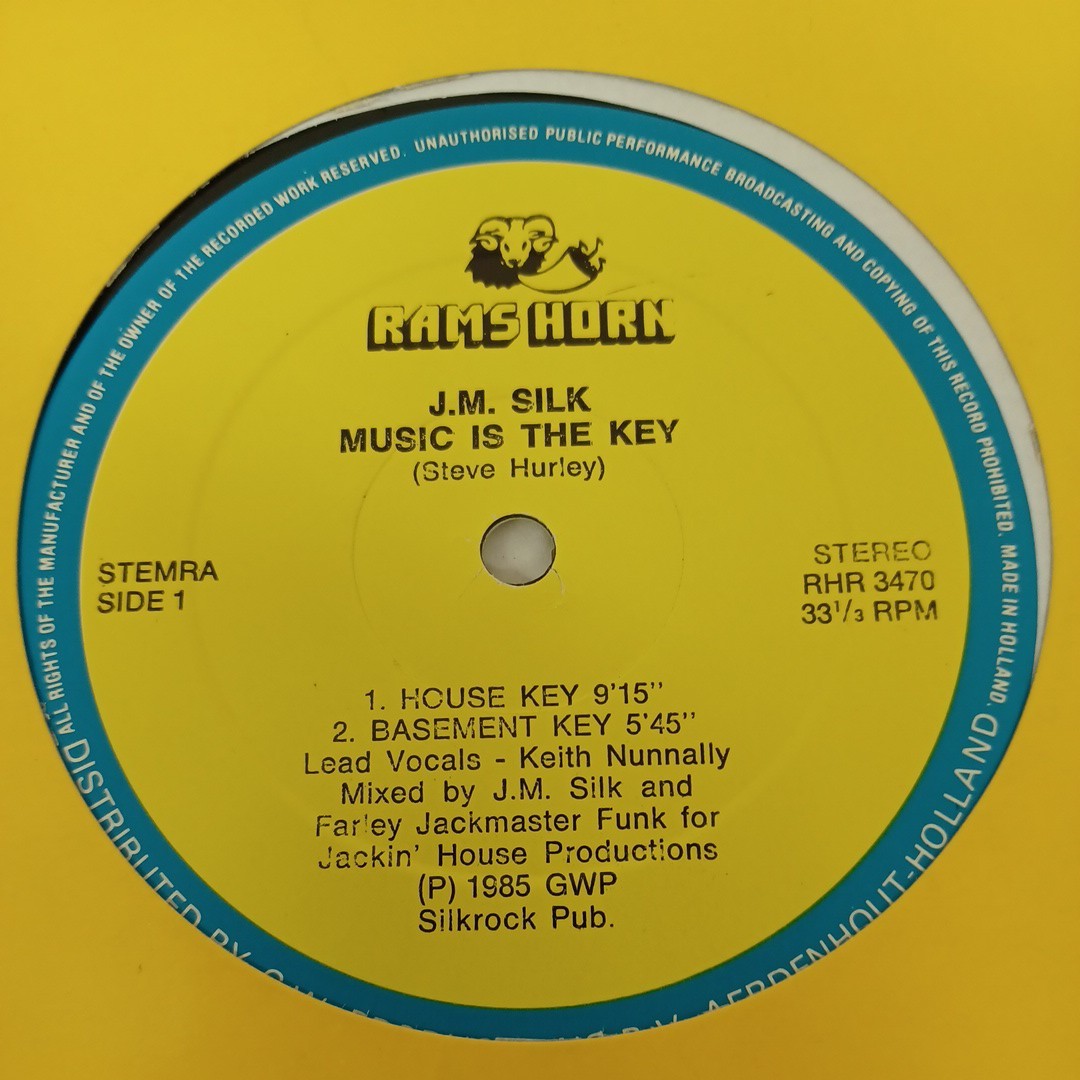 ALL RIGHTS OF THE MANUFACTURER AND OF THE OWNER OF THE RECORDED WORK RESERVED. UNAUTHORISED PUBLIC PERFORMANCE BROADCASTING AND COPYING OF THIS RECORD PROHIBITED. MADE IN HOLLAND.
RAMS HORN
J.M. SILK
MUSIC IS THE KEY
(Steve Hurley)
STEMRA
SIDE 1
STEREO
RHR 3470
33 1/3 RPM
1. HOUSE KEY 9'15"
2. BASEMENT KEY 5'45"
Lead Vocals - Keith Nunnally
Mixed by J.M. Silk and
Farley Jackmaster Funk for
Jackin' House Productions
(P) 1985 GWP
Silkrock Pub.
DISTRIBUTED BY B.V. AERDENHOUT-HOLLAND